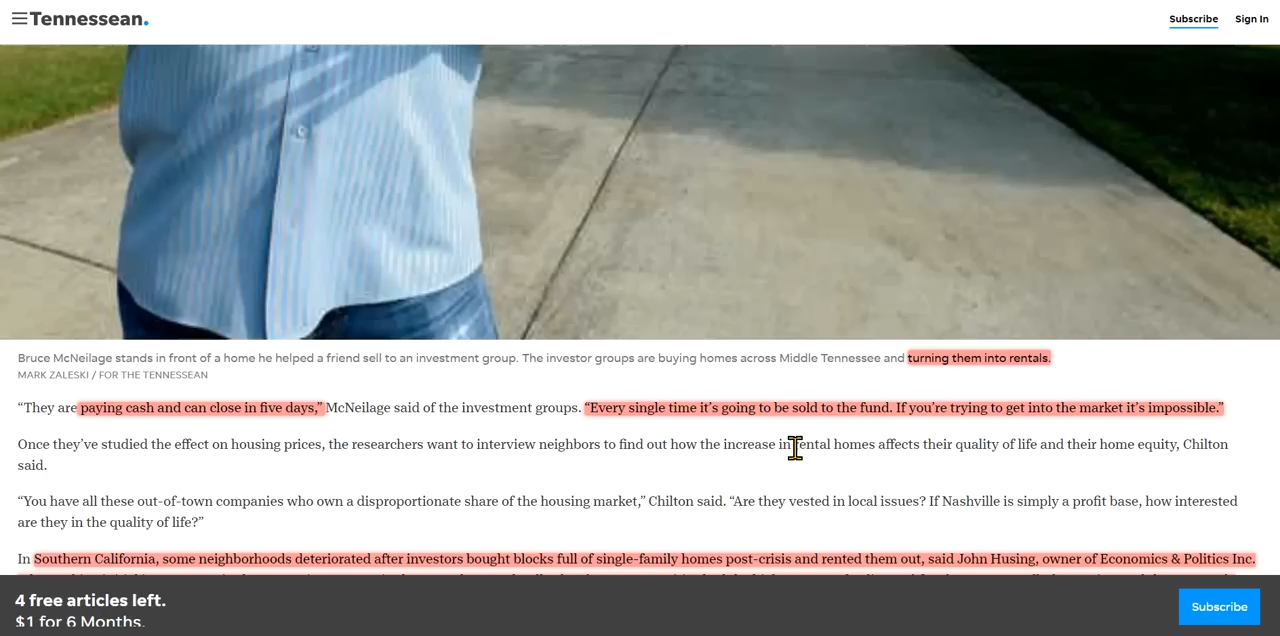 Tennessean.
Subscribe
Sign In
Bruce McNeilage stands in front of a home he helped a friend sell to an investment group. The investor groups are buying homes across Middle Tennessee and turning them into rentals.
MARK ZALESKI / FOR THE TENNESSEAN
“They are paying cash and can close in five days,” McNeilage said of the investment groups. “Every single time it’s going to be sold to the fund. If you’re trying to get into the market it’s impossible.”
Once they’ve studied the effect on housing prices, the researchers want to interview neighbors to find out how the increase in rental homes affects their quality of life and their home equity, Chilton
said.
“You have all these out-of-town companies who own a disproportionate share of the housing market,” Chilton said. “Are they vested in local issues? If Nashville is simply a profit base, how interested
are they in the quality of life?”
In Southern California, some neighborhoods deteriorated after investors bought blocks full of single-family homes post-crisis and rented them out, said John Husing, owner of Economics & Politics Inc.
4 free articles left.
$1 for 6 Months.
Subscribe